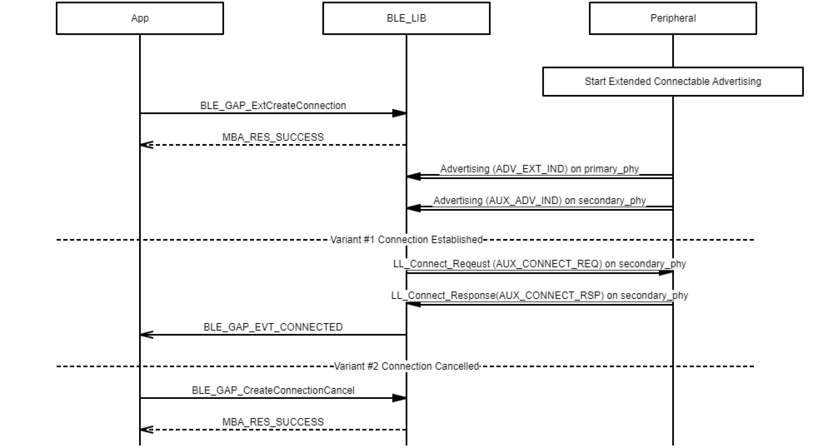 App
BLE_LIB
Peripheral
Start Extended Connectable Advertising
BLE_GAP_ExtCreateConnection
MBA_RES_SUCCESS
Advertising (ADV_EXT_IND) on primary_phy
Advertising (AUX_ADV_IND) on secondary_phy
Variant #1 Connection Established
LL_Connect_Reqeust (AUX_CONNECT_REQ) on secondary_phy
LL_Connect_Response(AUX_CONNECT_RSP) on secondary_phy
BLE_GAP_EVT_CONNECTED
Variant #2 Connection Cancelled
BLE_GAP_CreateConnectionCancel
MBA_RES_SUCCESS